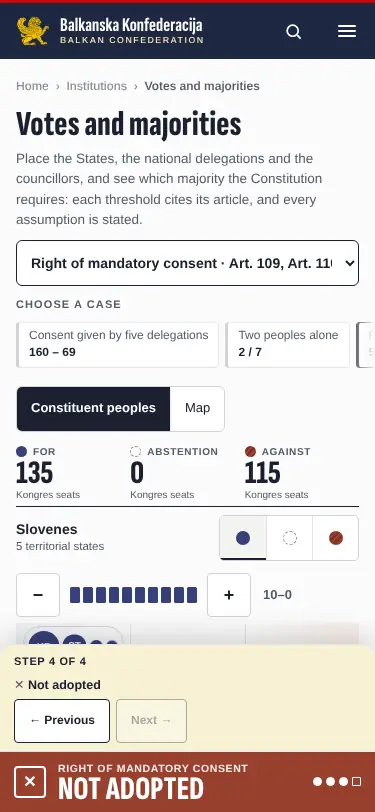 Balkanska Konfederacija
BALKAN CONFEDERATION
Home › Institutions › Votes and majorities
Votes and majorities
Place the States, the national delegations and the
councillors, and see which majority the Constitution
requires: each threshold cites its article, and every
assumption is stated.
Right of mandatory consent · Art. 109, Art. 110
CHOOSE A CASE
Consent given by five delegations
160 – 69
Two peoples alone
2 / 7
Constituent peoples
Map
FOR
135
Kongres seats
ABSTENTION
0
Kongres seats
AGAINST
115
Kongres seats
Slovenes
5 territorial states
−
+
10–0
STEP 4 OF 4
✕ Not adopted
← Previous
Next →
RIGHT OF MANDATORY CONSENT
NOT ADOPTED